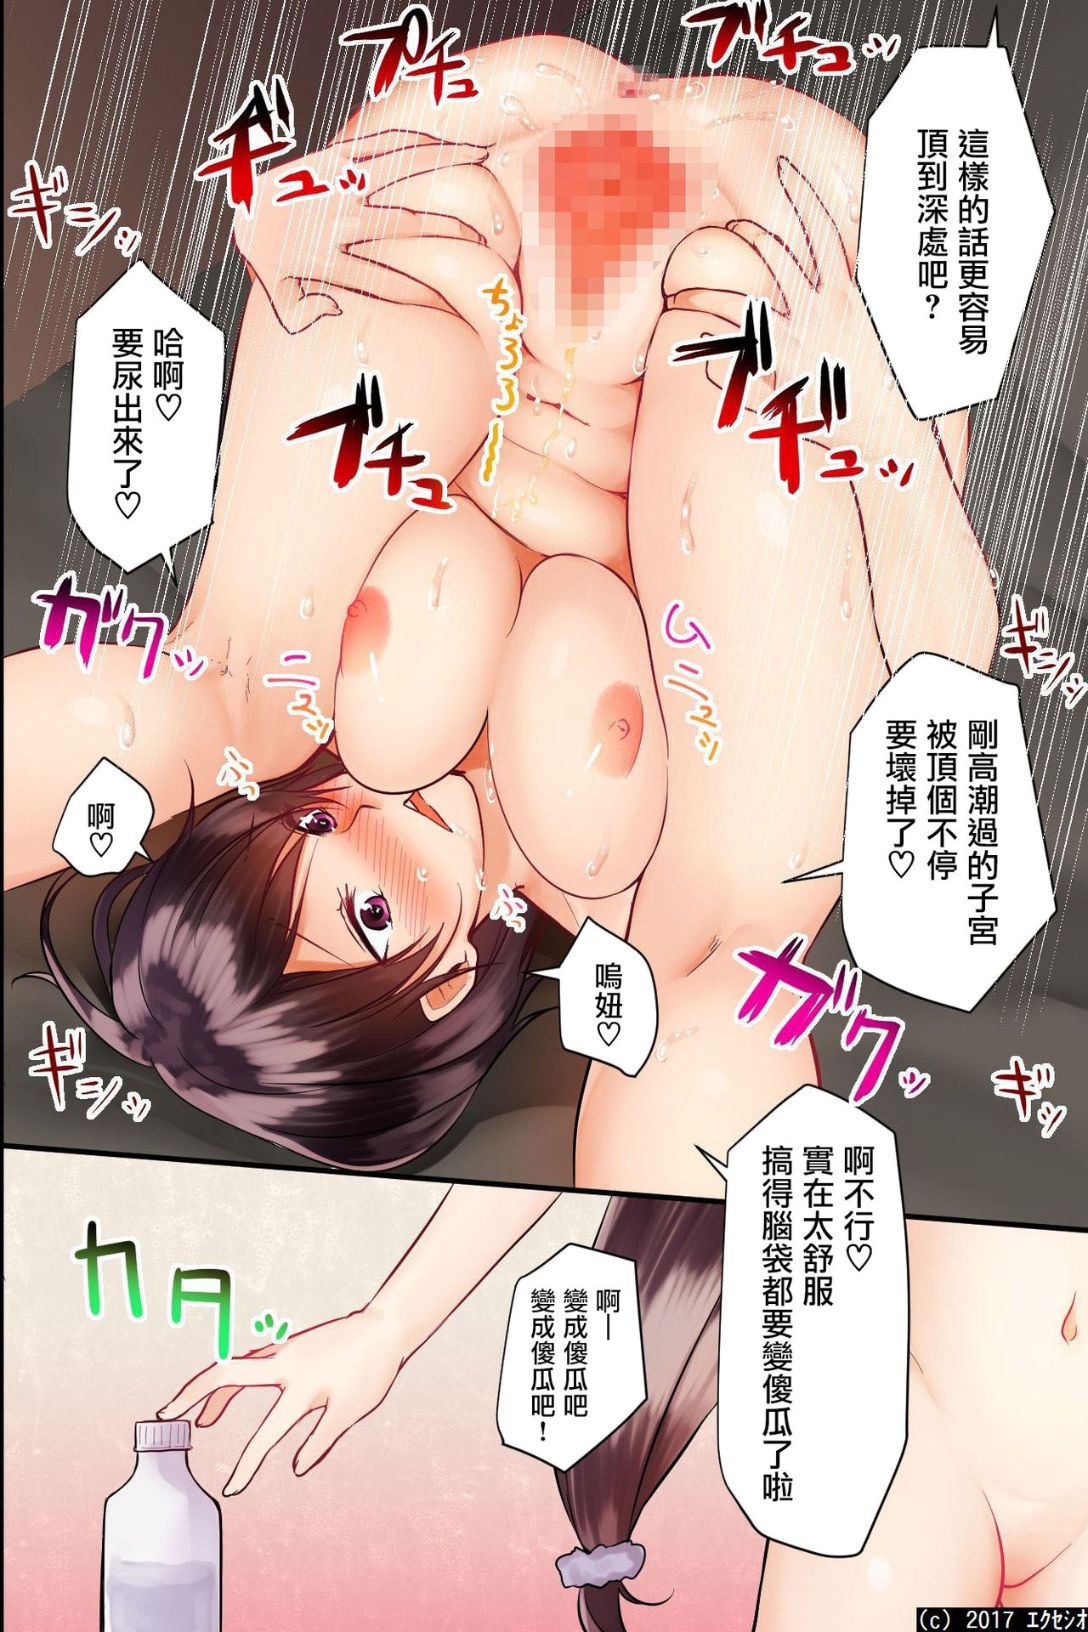 這樣的話更容易
頂到深處吧?
ブチュ
プチュ
ギュッ
ギシッ
ちょろろ〜
哈啊♡
要尿出來了♡
ブヂュッ
ブチュ
ガクッ
ムニュッ
ムニュッ
ギシッ
剛高潮過的子宮
被頂個不停
要壞掉了♡
啊♡
ふっ
ふっ
嗚妞♡
ガクッ
ギシッ
ギシッ
啊不行♡
實在太舒服
搞得腦袋都要變傻瓜了啦
啊—
變成傻瓜吧
變成傻瓜吧!
カタッ
(c) 2017 エクセシオ